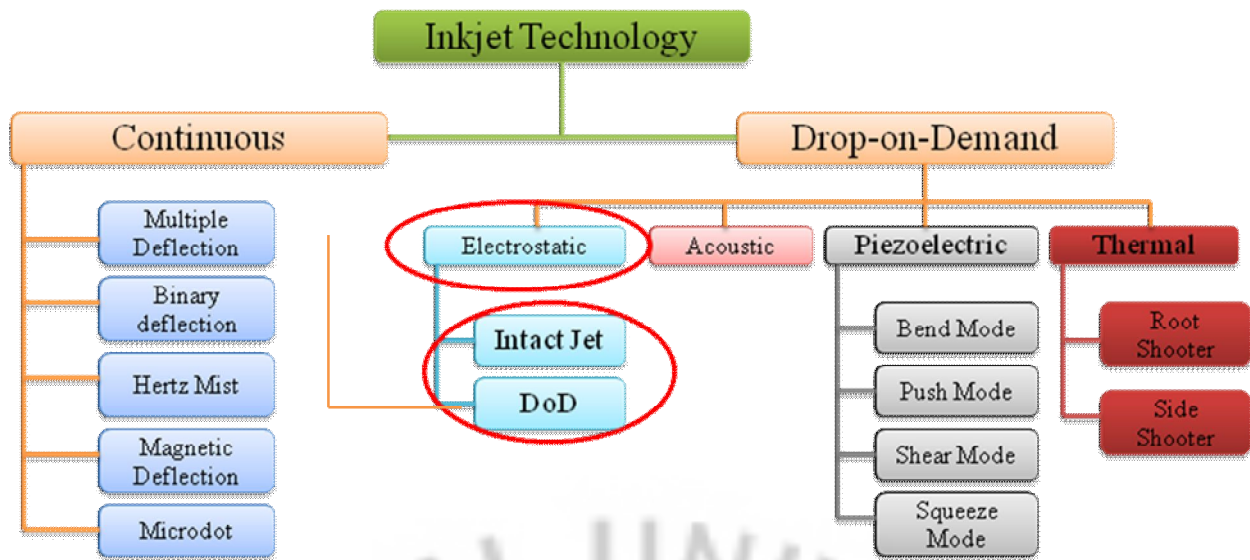 Inkjet Technology
Continuous
Drop-on-Demand
Multiple
Deflection
Binary
deflection
Hertz Mist
Magnetic
Deflection
Microdot
Electrostatic
Intact Jet
DoD
Acoustic
Piezoelectric
Bend Mode
Push Mode
Shear Mode
Squeeze
Mode
Thermal
Root
Shooter
Side
Shooter